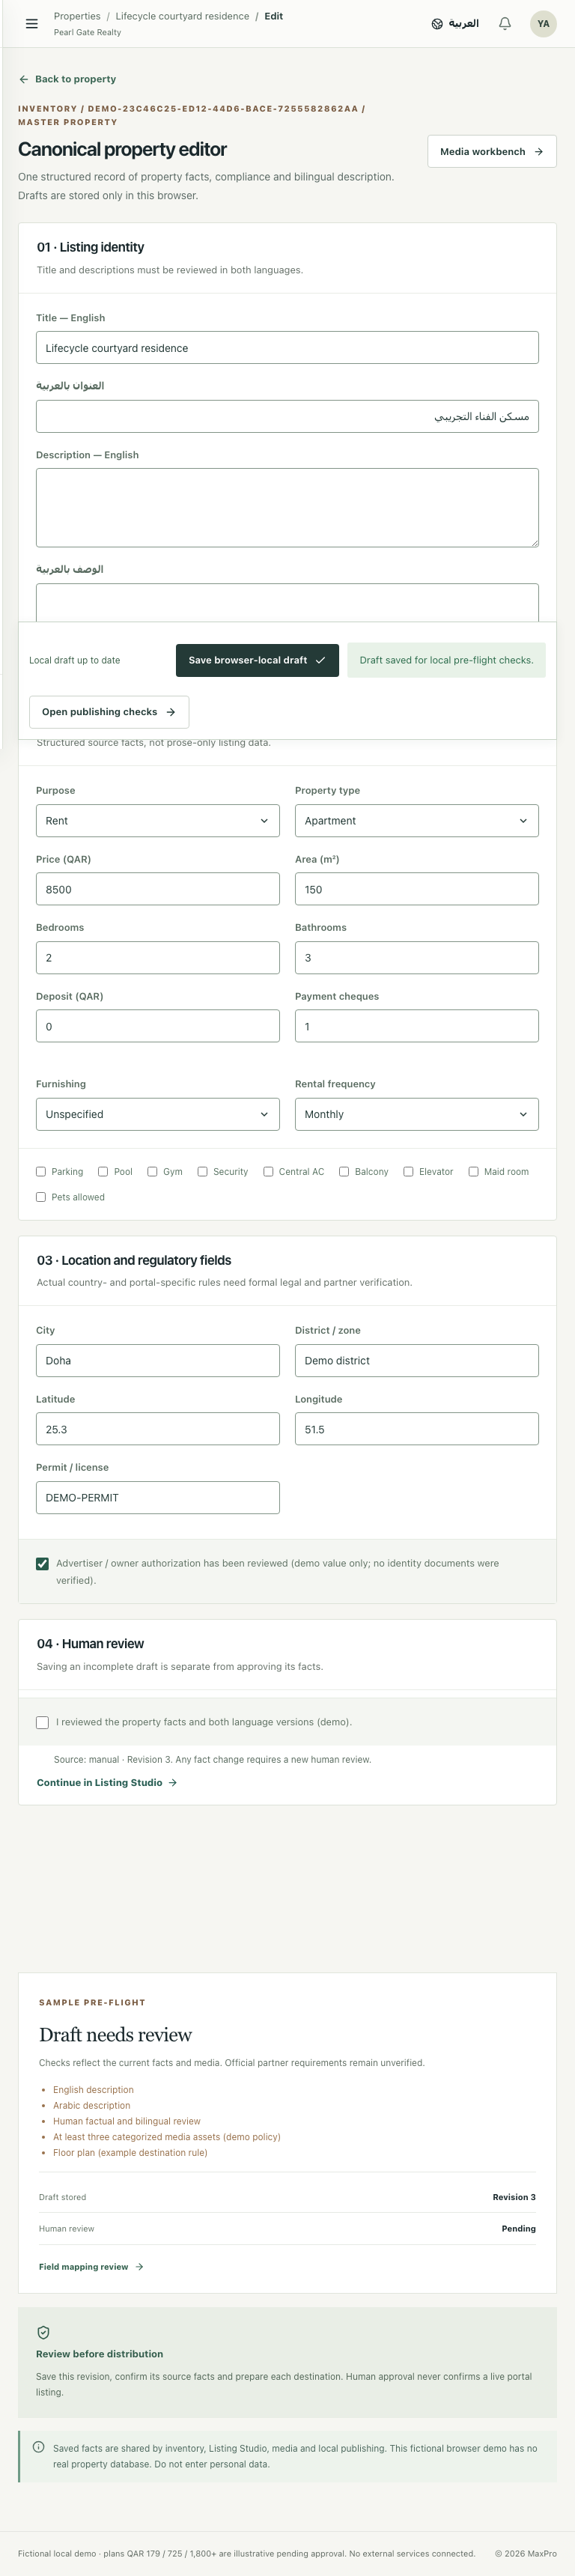 Properties / Lifecycle courtyard residence / Edit
Pearl Gate Realty
العربية
YA
Back to property
INVENTORY / DEMO-23C46C25-ED12-44D6-BACE-7255582862AA /
MASTER PROPERTY
Canonical property editor
Media workbench
One structured record of property facts, compliance and bilingual description.
Drafts are stored only in this browser.
01 · Listing identity
Title and descriptions must be reviewed in both languages.
Title — English
Lifecycle courtyard residence
العنوان بالعربية
مسكن الفناء التجريبي
Description — English
الوصف بالعربية
Local draft up to date
Save browser-local draft
Draft saved for local pre-flight checks.
Open publishing checks
Structured source facts, not prose-only listing data.
Purpose
Property type
Rent
Apartment
Price (QAR)
Area (m²)
8500
150
Bedrooms
Bathrooms
2
3
Deposit (QAR)
Payment cheques
0
1
Furnishing
Rental frequency
Unspecified
Monthly
Parking
Pool
Gym
Security
Central AC
Balcony
Elevator
Maid room
Pets allowed
03 · Location and regulatory fields
Actual country- and portal-specific rules need formal legal and partner verification.
City
District / zone
Doha
Demo district
Latitude
Longitude
25.3
51.5
Permit / license
DEMO-PERMIT
Advertiser / owner authorization has been reviewed (demo value only; no identity documents were
verified).
04 · Human review
Saving an incomplete draft is separate from approving its facts.
I reviewed the property facts and both language versions (demo).
Source: manual · Revision 3. Any fact change requires a new human review.
Continue in Listing Studio
SAMPLE PRE-FLIGHT
Draft needs review
Checks reflect the current facts and media. Official partner requirements remain unverified.
• English description
• Arabic description
• Human factual and bilingual review
• At least three categorized media assets (demo policy)
• Floor plan (example destination rule)
Draft stored
Revision 3
Human review
Pending
Field mapping review
Review before distribution
Save this revision, confirm its source facts and prepare each destination. Human approval never confirms a live portal
listing.
Saved facts are shared by inventory, Listing Studio, media and local publishing. This fictional browser demo has no
real property database. Do not enter personal data.
Fictional local demo · plans QAR 179 / 725 / 1,800+ are illustrative pending approval. No external services connected.
© 2026 MaxPro